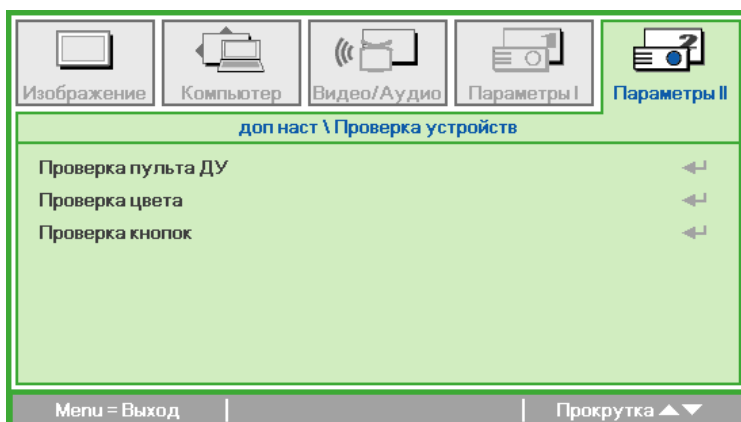 Изображение
Компьютер
Видео/Аудио
Параметры I
Параметры II
доп наст \ Проверка устройств
Проверка пульта ДУ
Проверка цвета
Проверка кнопок
Menu = Выход
Прокрутка ▲▼